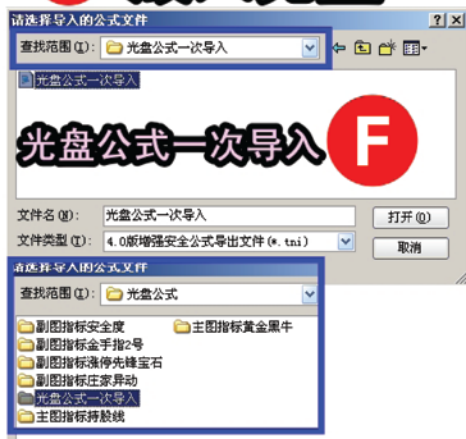 请选择导入的公式文件
查找范围(I): 光盘公式一次导入
光盘公式一次导入
光盘公式一次导入 F
文件名(N): 光盘公式一次导入 打开(O)
文件类型(T): 4.0版增强安全公式导出文件(*.tni) 取消
请选择导入的公式文件
查找范围(I): 光盘公式
副图指标安全度 主图指标黄金黑牛
副图指标金手指2号
副图指标涨停先锋宝石
副图指标庄家异动
光盘公式一次导入
主图指标持股线